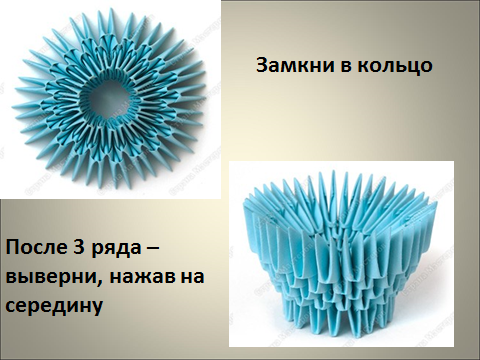 Замкни в кольцо
После 3 ряда –
выверни, нажав на
середину